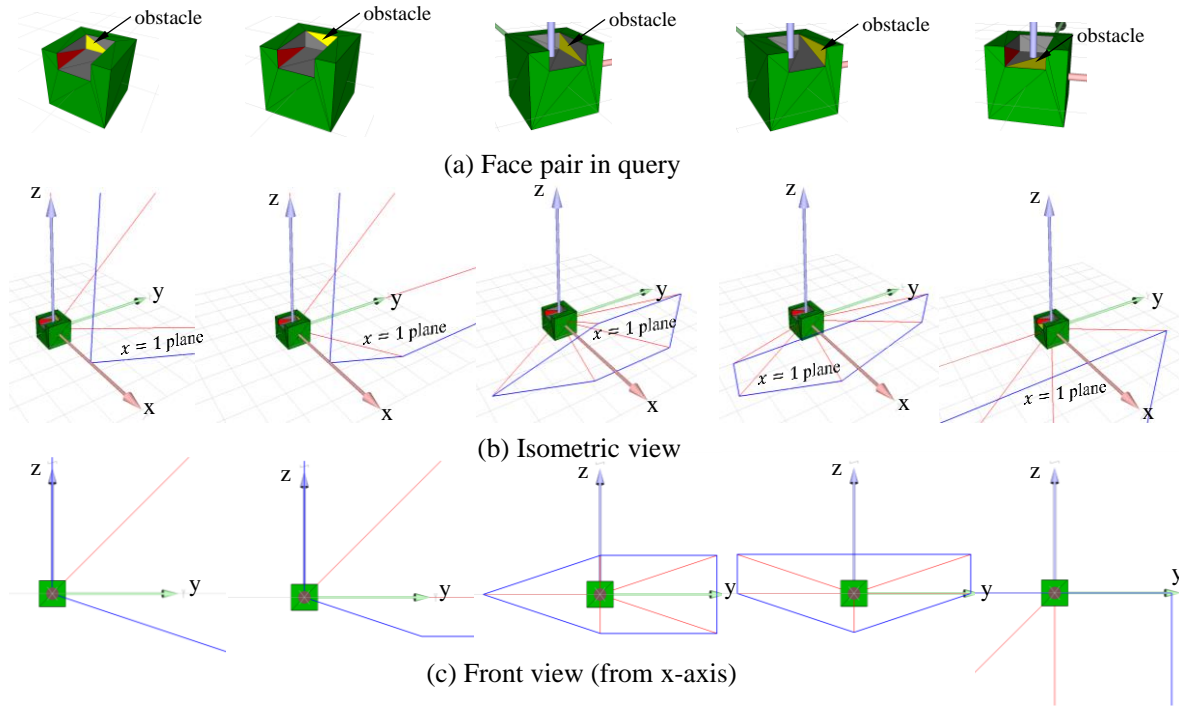 obstacle
obstacle
obstacle
obstacle
obstacle
(a) Face pair in query
z
y
x = 1 plane
x
z
y
x = 1 plane
x
z
y
x = 1 plane
x
z
y
x = 1 plane
x
z
y
x = 1 plane
x
(b) Isometric view
z
y
z
y
z
y
z
y
z
y
(c) Front view (from x-axis)